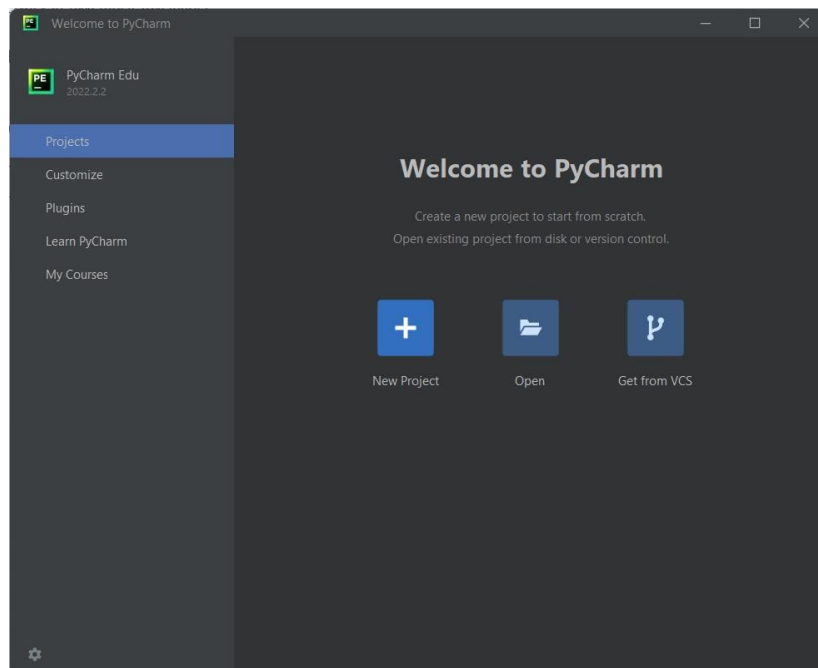 Welcome to PyCharm
PE
PyCharm Edu
2022.2.2
Projects
Customize
Plugins
Learn PyCharm
My Courses
Welcome to PyCharm
Create a new project to start from scratch.
Open existing project from disk or version control.
New Project
Open
Get from VCS